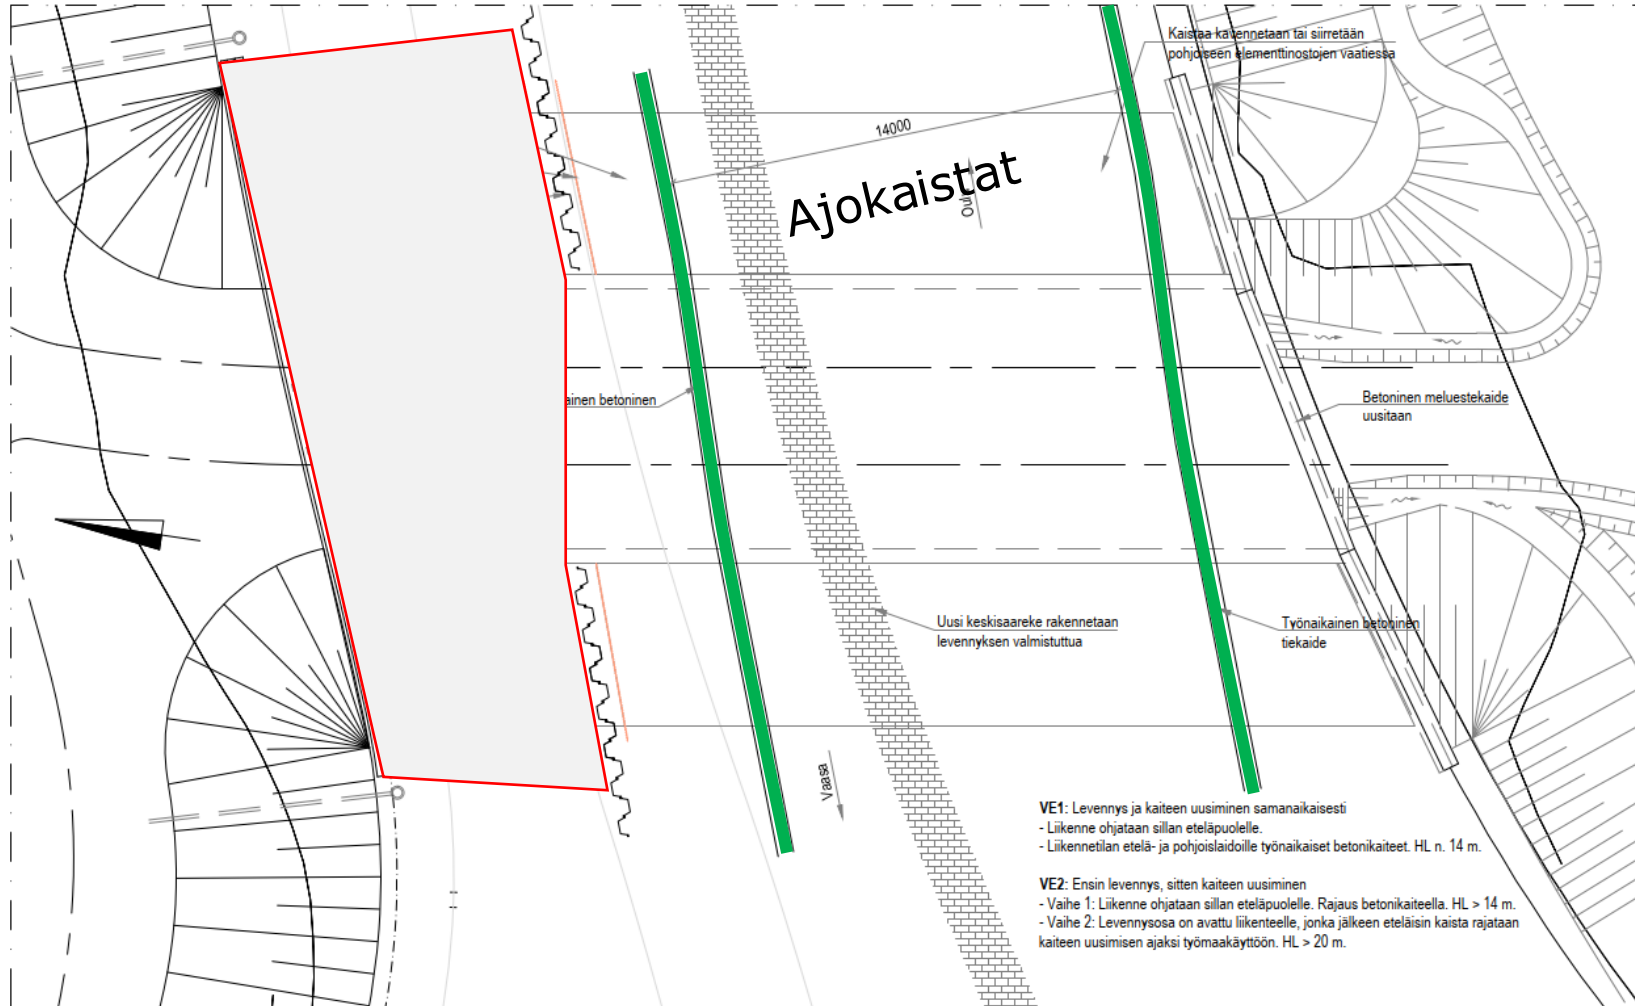 Kaistaa kavennetaan tai siirretään
pohjoiseen elementtinostojen vaatiessa
14000
Ajokaistat
Oulu
ainen betoninen
Betoninen meluestekaide
uusitaan
Uusi keskisaareke rakennetaan
levennyksen valmistuttua
Työnaikainen betoninen
tiekaide
Vaasa
VE1: Levennys ja kaiteen uusiminen samanaikaisesti
- Liikenne ohjataan sillan eteläpuolelle.
- Liikennetilan etelä- ja pohjoislaidoille työnaikaiset betonikaiteet. HL n. 14 m.
VE2: Ensin levennys, sitten kaiteen uusiminen
- Vaihe 1: Liikenne ohjataan sillan eteläpuolelle. Rajaus betonikaiteella. HL > 14 m.
- Vaihe 2: Levennysosa on avattu liikenteelle, jonka jälkeen eteläisin kaista rajataan
kaiteen uusimisen ajaksi työmaakäyttöön. HL > 20 m.